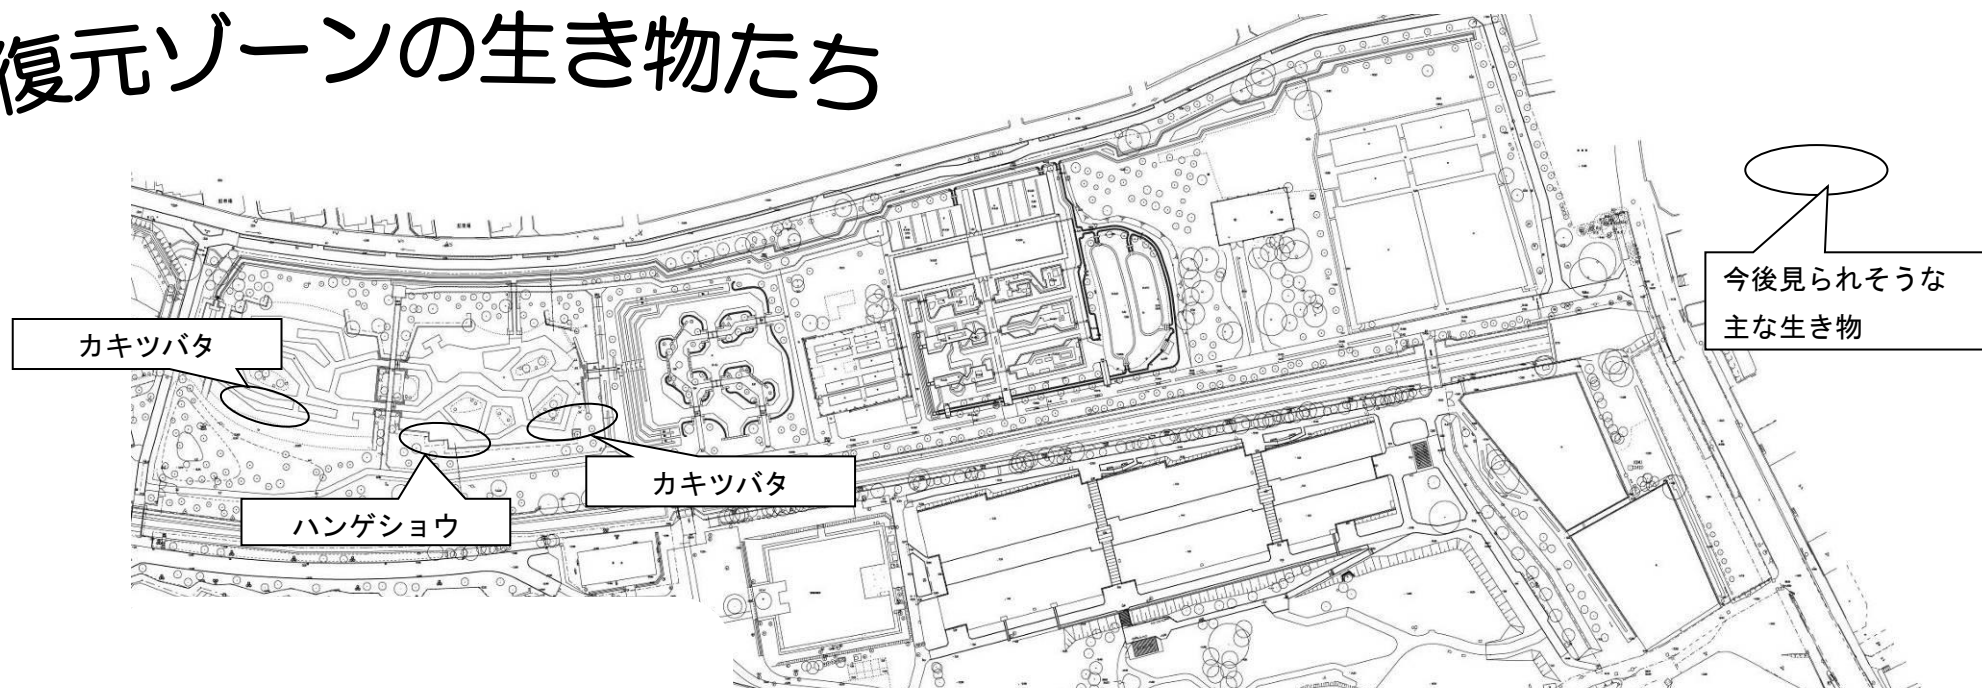 復元ゾーンの生き物たち
今後見られそうな
主な生き物
カキツバタ
カキツバタ
ハンゲショウ